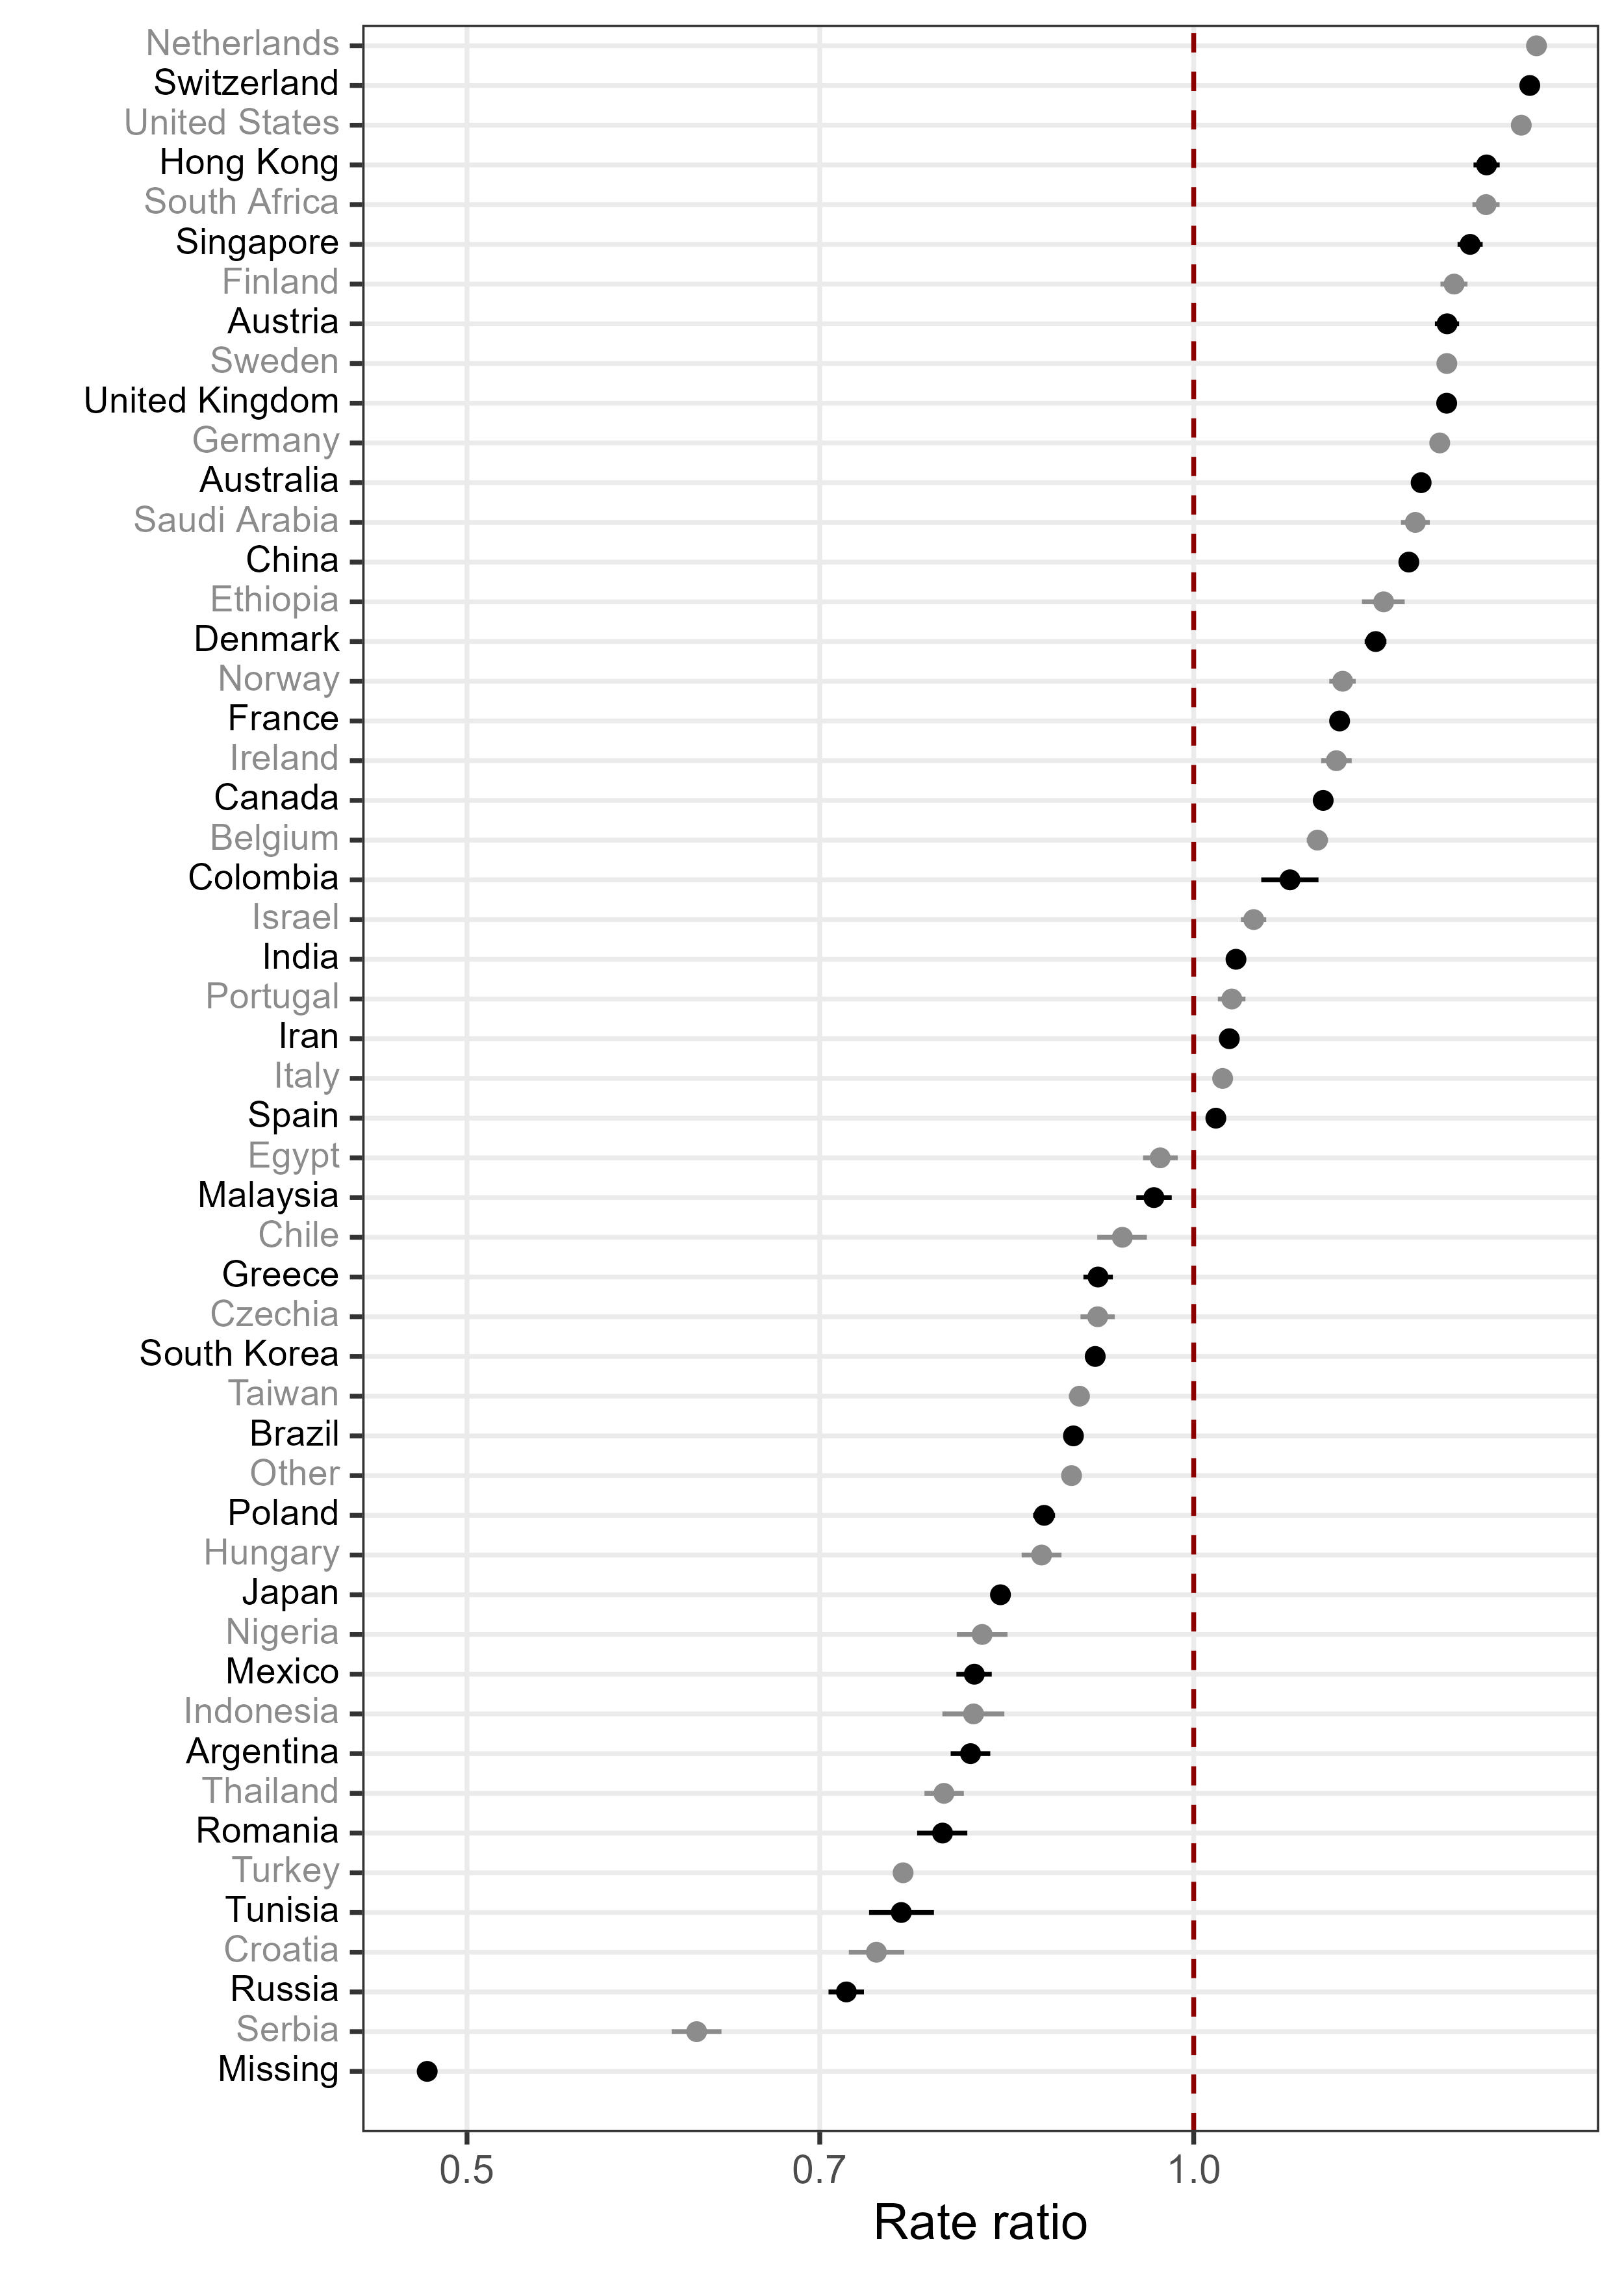 Netherlands
Switzerland
United States
Hong Kong
South Africa
Singapore
Finland
Austria
Sweden
United Kingdom
Germany
Australia
Saudi Arabia
China
Ethiopia
Denmark
Norway
France
Ireland
Canada
Belgium
Colombia
Israel
India
Portugal
Iran
Italy
Spain
Egypt
Malaysia
Chile
Greece
Czechia
South Korea
Taiwan
Brazil
Other
Poland
Hungary
Japan
Nigeria
Mexico
Indonesia
Argentina
Thailand
Romania
Turkey
Tunisia
Croatia
Russia
Serbia
Missing
0.5 0.7 1.0
Rate ratio